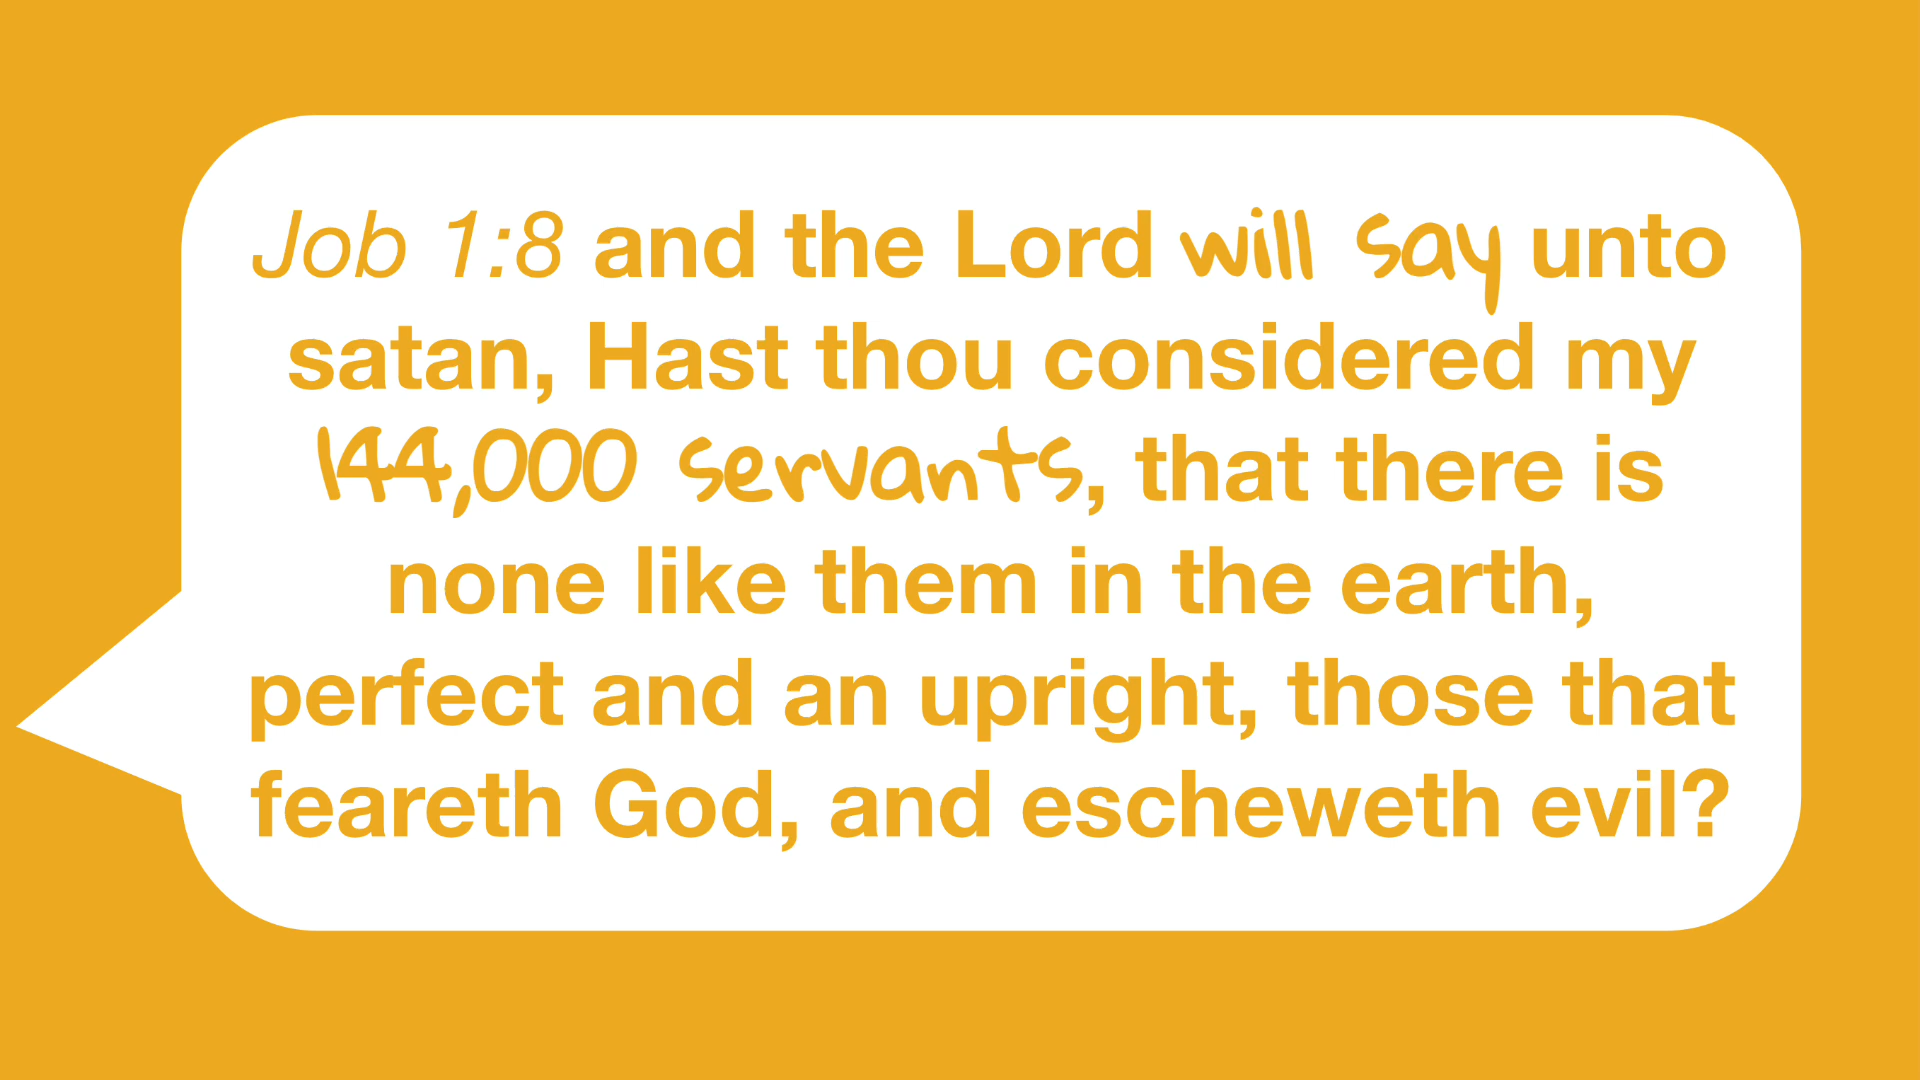 Job 1:8 and the Lord will say unto
satan, Hast thou considered my
144,000 servants, that there is
none like them in the earth,
perfect and an upright, those that
feareth God, and escheweth evil?